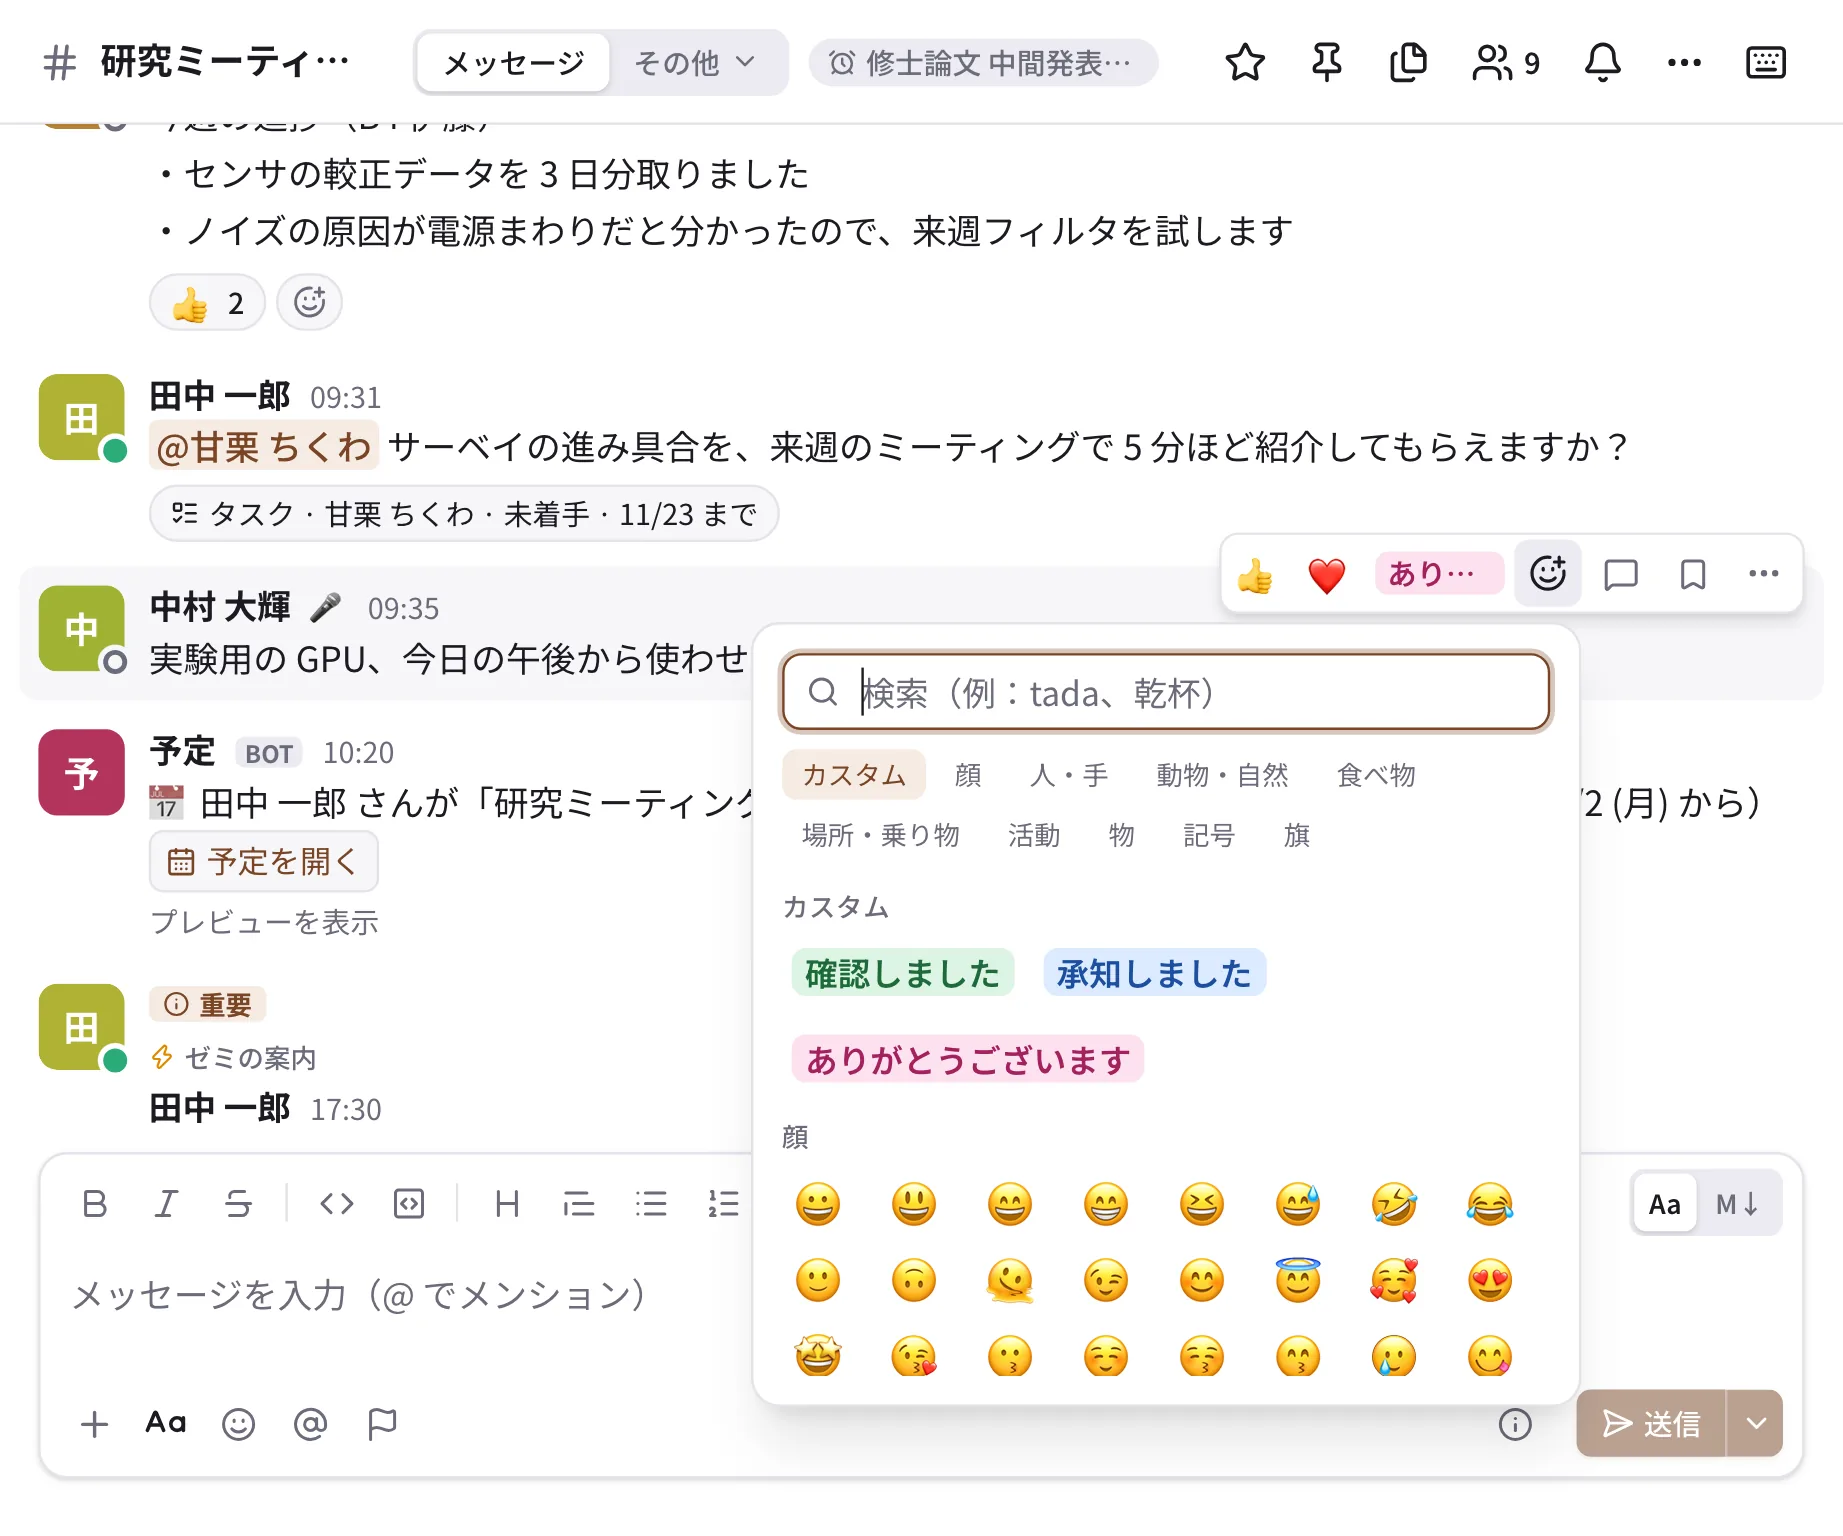 研究ミーティ…
メッセージ
その他
修士論文 中間発表…
9
・センサの較正データを 3 日分取りました
・ノイズの原因が電源まわりだと分かったので、来週フィルタを試します
👍 2
田
田中 一郎 09:31
@甘栗 ちくわ サーベイの進み具合を、来週のミーティングで 5 分ほど紹介してもらえますか？
タスク · 甘栗 ちくわ · 未着手 · 11/23 まで
あり…
中
中村 大輝 🎤 09:35
実験用の GPU、今日の午後から使わせ
検索（例：tada、乾杯）
カスタム 顔 人・手 動物・自然 食べ物
場所・乗り物 活動 物 記号 旗
カスタム
確認しました 承知しました
ありがとうございます
顔
予
予定 BOT 10:20
📅 田中 一郎 さんが「研究ミーティング
/2 (月) から）
予定を開く
プレビューを表示
田
重要
ゼミの案内
田中 一郎 17:30
B I S H
Aa M↓
メッセージを入力（@ でメンション）
Aa
送信